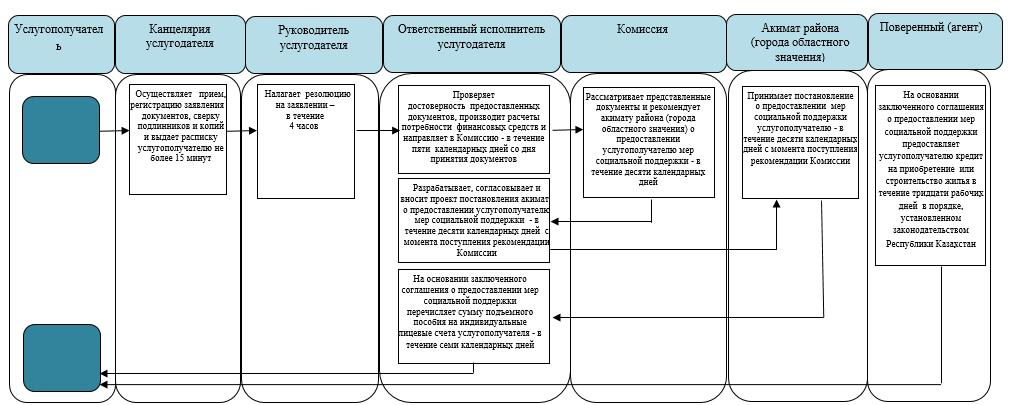 Услугополучател
ь
Канцелярия
услугодателя
Руководитель
услугодателя
Ответственный исполнитель
услугодателя
Комиссия
Акимат района
(города областного
значения)
Поверенный (агент)
Осуществляет прием,
регистрацию заявления
документов, сверку
подлинников и копий
и выдает расписку
услугополучателю не
более 15 минут
Налагает резолюцию
на заявлении –
в течение
4 часов
Проверяет
достоверность предоставленных
документов, производит расчеты
потребности финансовых средств и
направляет в Комиссию - в течение
пяти календарных дней со дня
принятия документов
Разрабатывает, согласовывает и
вносит проект постановления акимат
о предоставлении услугополучателю
мер социальной поддержки - в
течение десяти календарных дней с
момента поступления рекомендации
Комиссии
На основании заключенного
соглашения о предоставлении мер
социальной поддержки
перечисляет сумму подъемного
пособия на индивидуальные
лицевые счета услугополучателя - в
течение семи календарных дней
Рассматривает представленные
документы и рекомендует
акимату района (города
областного значения) о
предоставлении
услугополучателю мер
социальной поддержки - в
течение десяти календарных
дней
Принимает постановление
о предоставлении мер
социальной поддержки
услугополучателю - в
течение десяти календарных
дней с момента поступления
рекомендации Комиссии
На основании
заключенного соглашения
о предоставлении мер
социальной поддержки
предоставляет
услугополучателю кредит
на приобретение или
строительство жилья в
течение тридцати рабочих
дней в порядке,
установленном
законодательством
Республики Казахстан